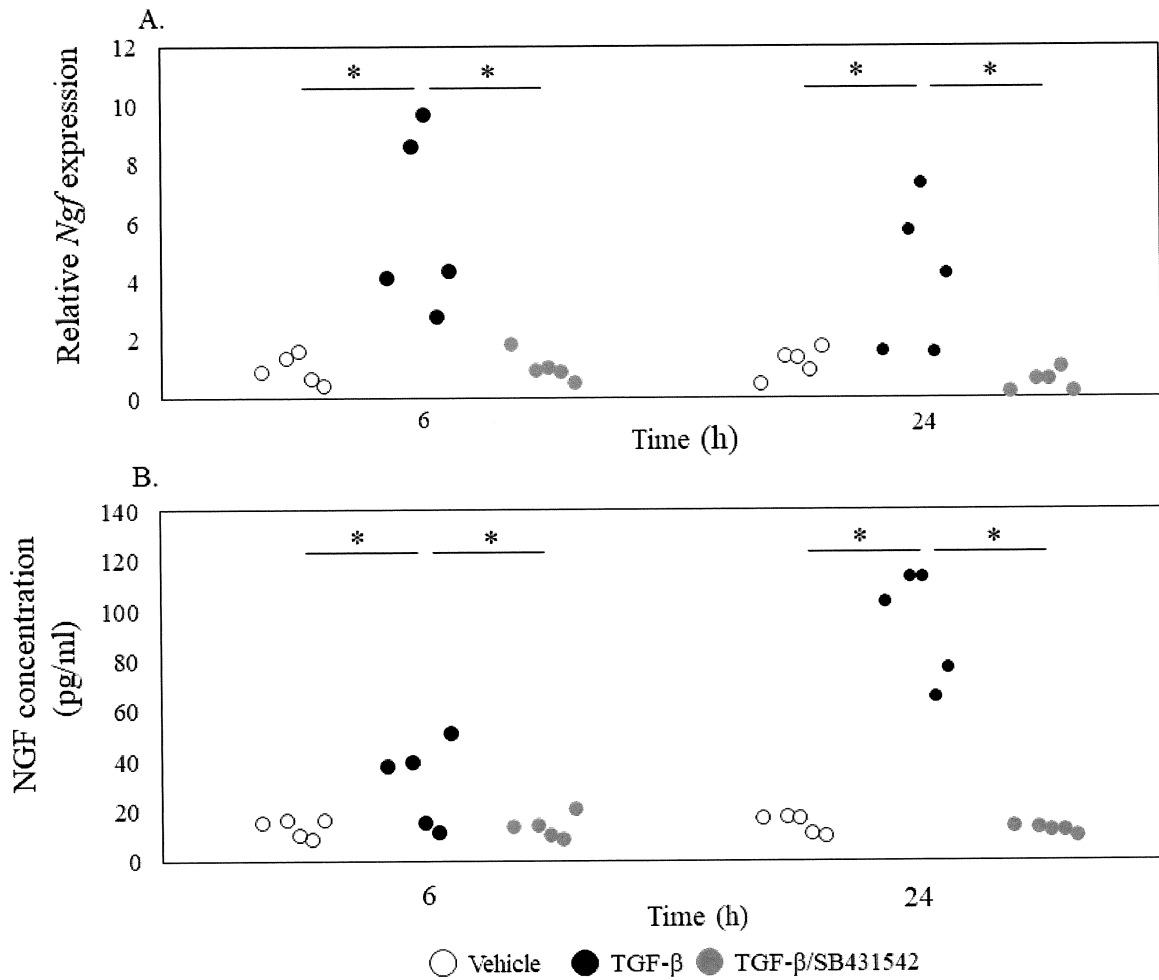 A.
12
10
8
6
4
2
0
Relative Ngf expression
* * * *
6 24
Time (h)
B.
140
120
100
80
60
40
20
0
NGF concentration
(pg/ml)
* * * *
6 24
Time (h)
Vehicle TGF-β TGF-β/SB431542